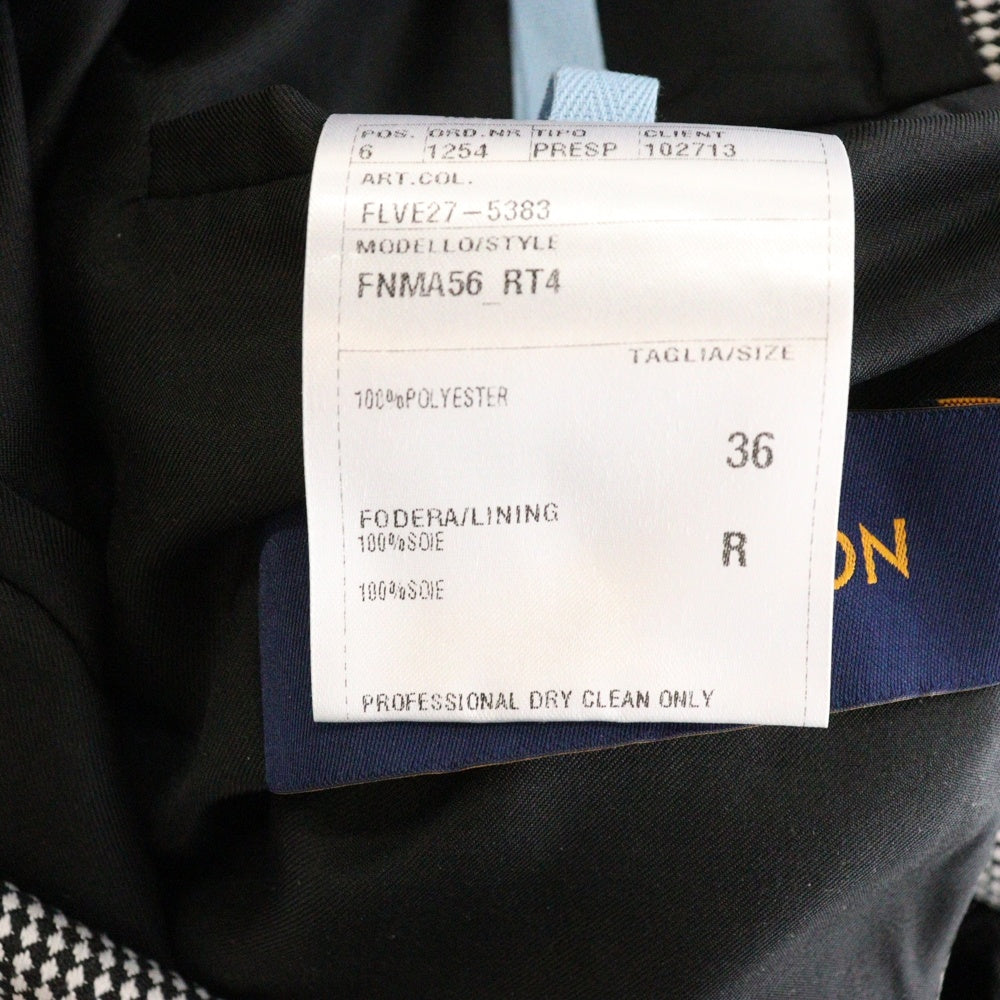 POS. ORD.NR TIPO CLIENT
6 1254 PRESP 102713
ART.COL.
FLVE27-5383
MODELLO/STYLE
FNMA56_RT4
TAGLIA/SIZE
100%POLYESTER
36
FODERA/LINING
100%SOIE
R
100%SOIE
PROFESSIONAL DRY CLEAN ONLY
ON